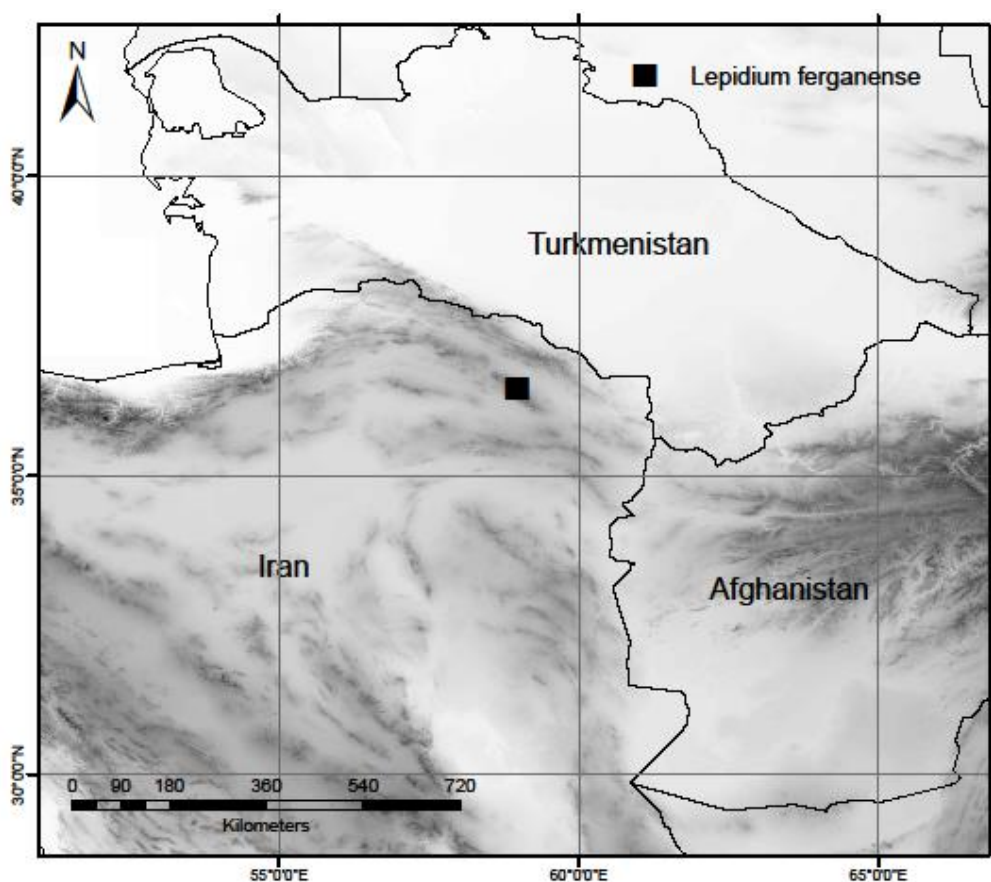 N
Lepidium ferganense
40°0'0"N
Turkmenistan
35°0'0"N
Iran
Afghanistan
30°0'0"N
0 90 180 360 540 720
Kilometers
55°0'0"E 60°0'0"E 65°0'0"E